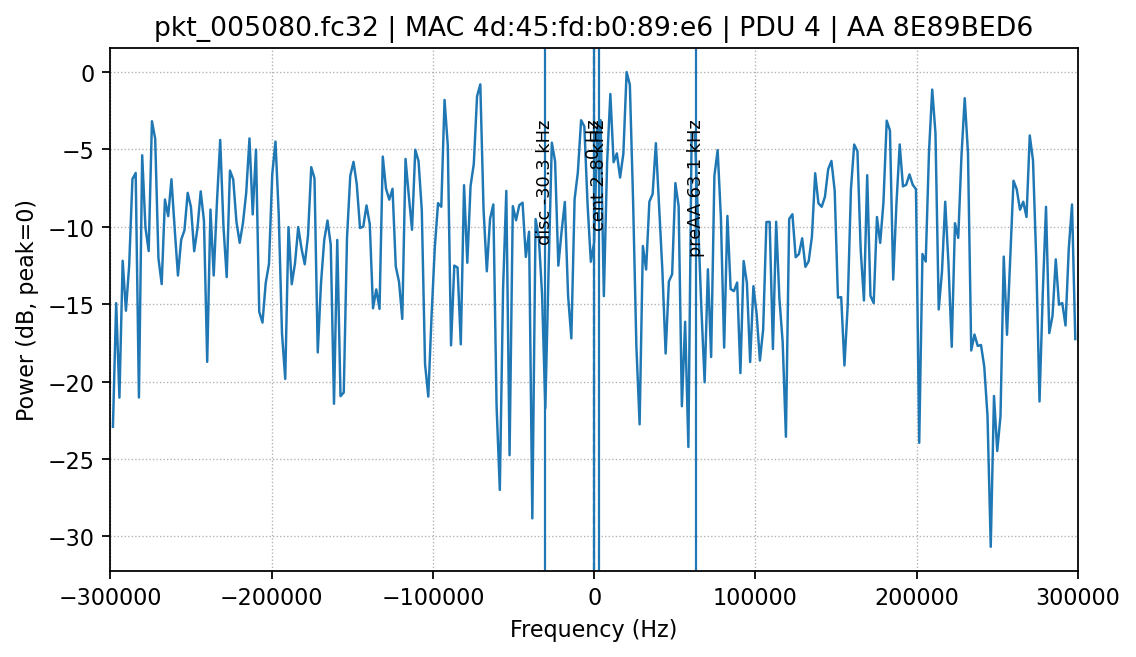 pkt_005080.fc32 | MAC 4d:45:fd:b0:89:e6 | PDU 4 | AA 8E89BED6
Power (dB, peak=0)
0
−5
−10
−15
−20
−25
−30
disc -30.3 kHz
0 Hz
cent 2.8 kHz
preAA 63.1 kHz
−300000
−200000
−100000
0
100000
200000
300000
Frequency (Hz)